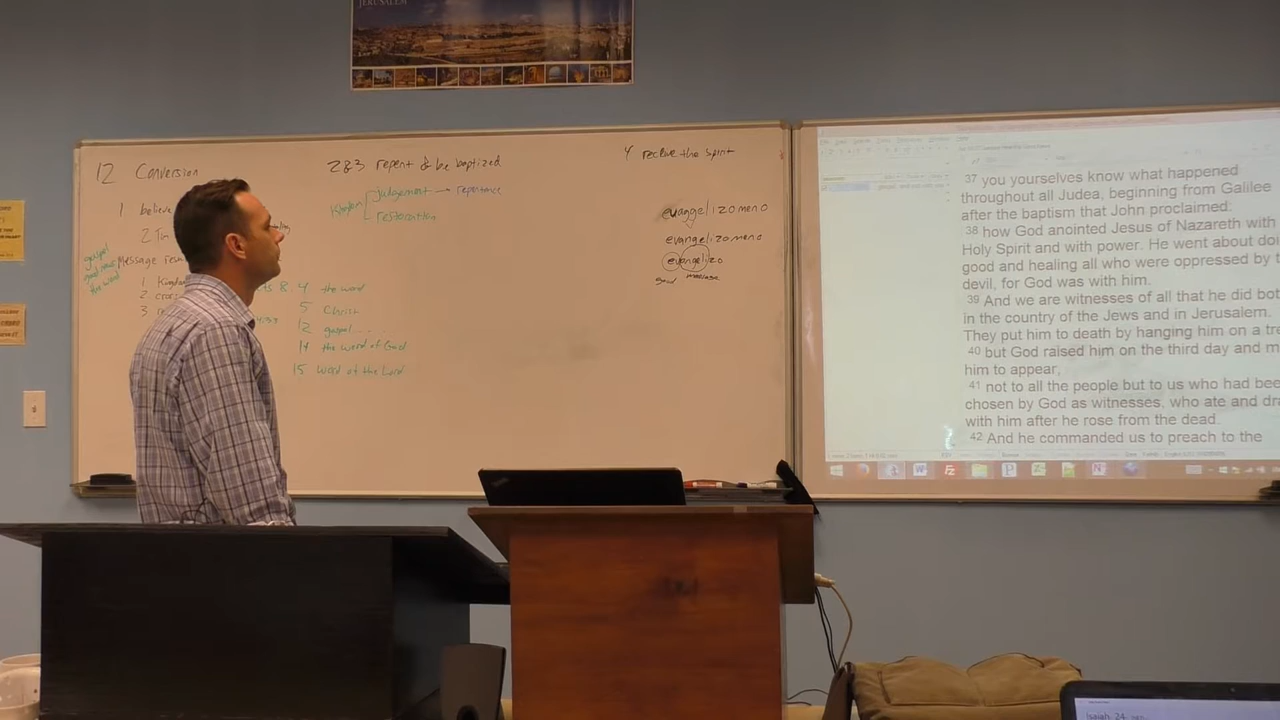 JERUSALEM
12 Conversion
2 & 3 repent & be baptized
4 receive the spirit
1 believe
judgement → repentance
restoration
2 Tim
gospel
the word
Message
1. Kingdom
2. cross
3
8.4 the word
5 Christ
12 gospel....
14 the word of God
15 word of the Lord
evangelizomeno
evangelizomeno
evangelizo
good message
37 you yourselves know what happened
throughout all Judea, beginning from Galilee
after the baptism that John proclaimed:
38 how God anointed Jesus of Nazareth with
Holy Spirit and with power. He went about doi
good and healing all who were oppressed by t
devil, for God was with him.
39 And we are witnesses of all that he did bot
in the country of the Jews and in Jerusalem.
They put him to death by hanging him on a tre
40 but God raised him on the third day and m
him to appear,
41 not to all the people but to us who had bee
chosen by God as witnesses, who ate and dra
with him after he rose from the dead.
42 And he commanded us to preach to the
Isaiah 24